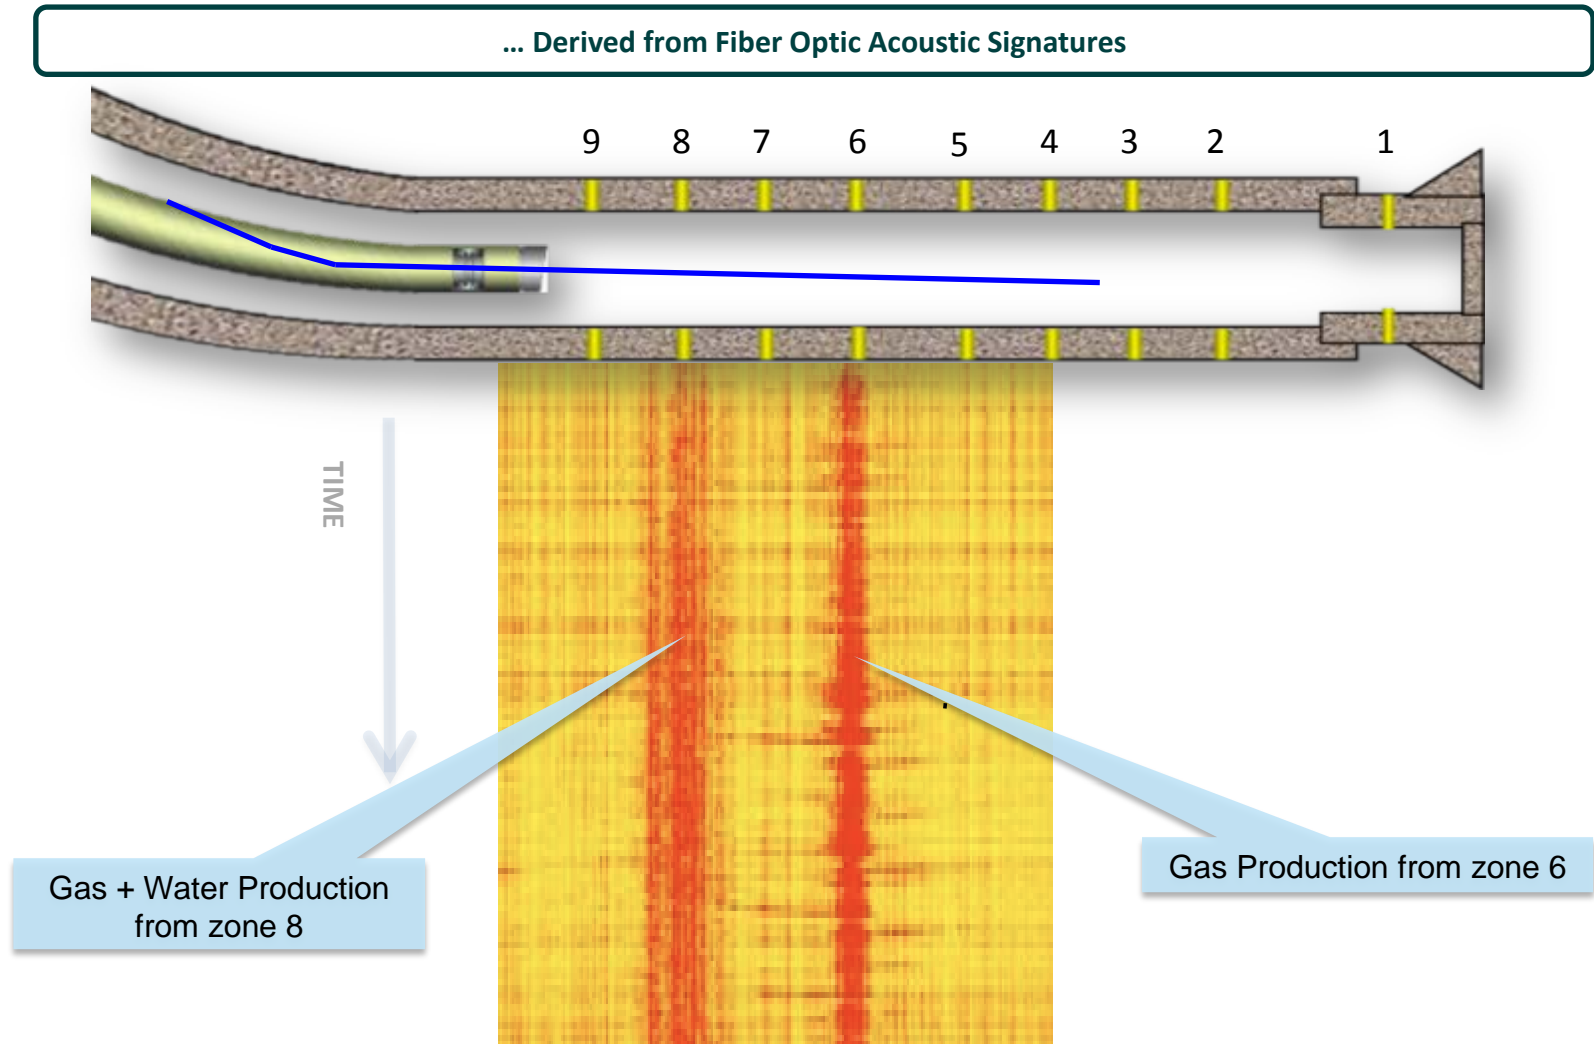 ... Derived from Fiber Optic Acoustic Signatures
9 8 7 6 5 4 3 2 1
TIME
Gas + Water Production
from zone 8
Gas Production from zone 6